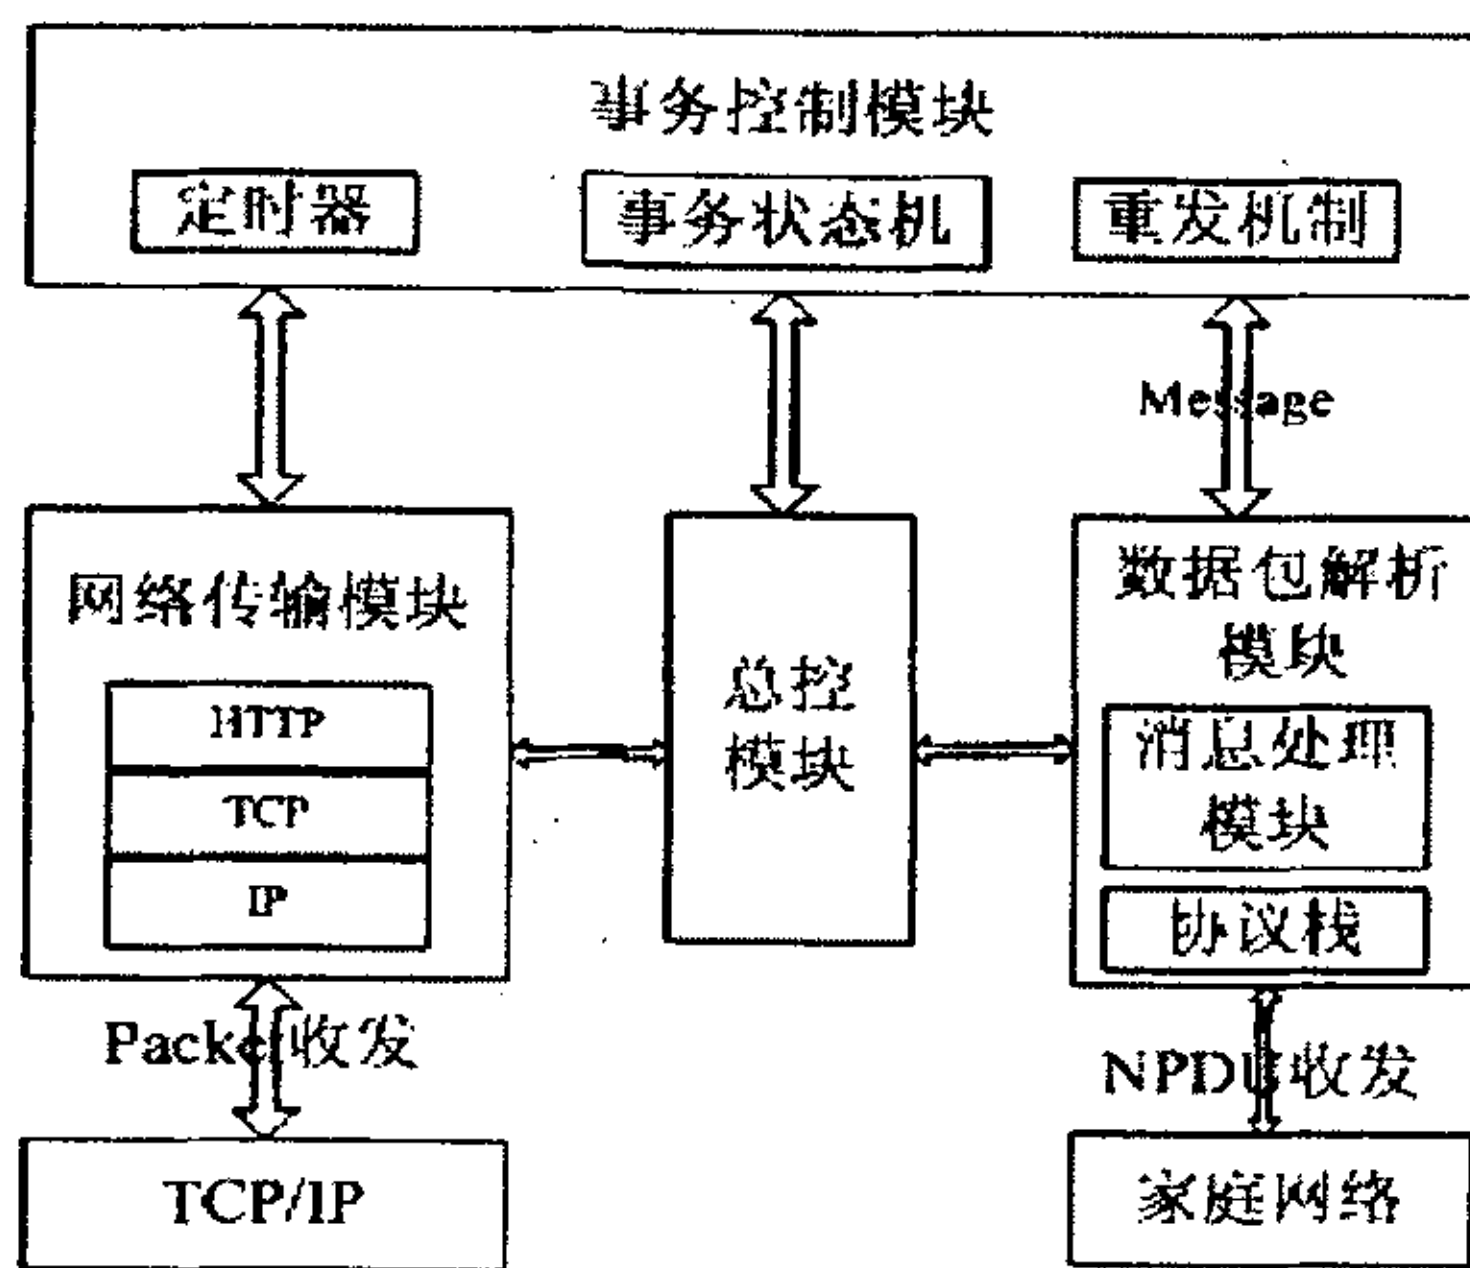 事务控制模块
定时器
事务状态机
重发机制
Message
网络传输模块
HTTP
TCP
IP
总控
模块
数据包解析
模块
消息处理
模块
协议栈
Packet收发
NPDU收发
TCP/IP
家庭网络